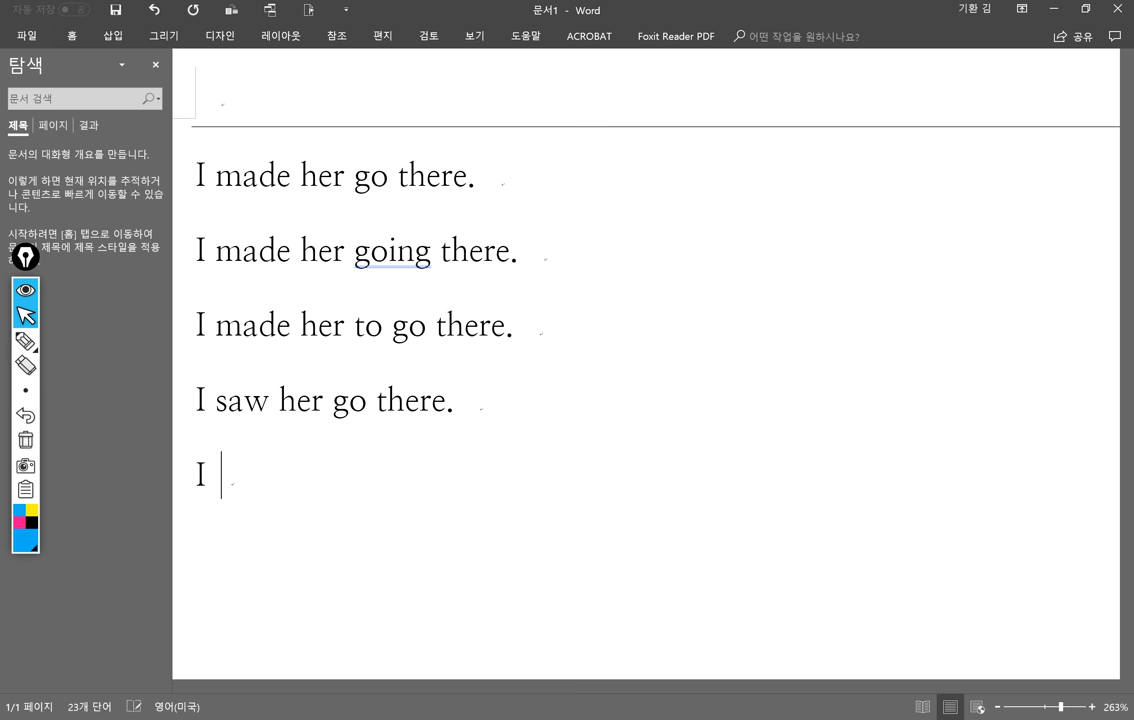 자동 저장
문서1 - Word
기환 김
파일 홈 삽입 그리기 디자인 레이아웃 참조 편지 검토 보기 도움말 ACROBAT Foxit Reader PDF 어떤 작업을 원하시나요? 공유
탐색
문서 검색
제목 페이지 결과
문서의 대화형 개요를 만듭니다.
이렇게 하면 현재 위치를 추적하거
나 콘텐츠로 빠르게 이동할 수 있습
니다.
시작하려면 [홈] 탭으로 이동하여
제목에 제목 스타일을 적용
I made her go there.
I made her going there.
I made her to go there.
I saw her go there.
I
1/1 페이지 23개 단어 영어(미국) 263%